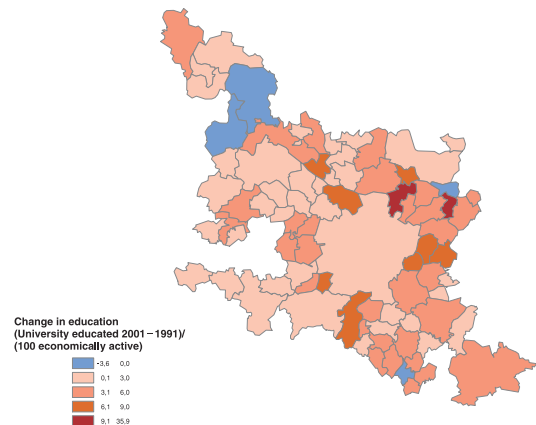 Change in education
(University educated 2001–1991)/
(100 economically active)
-3,6 0,0
0,1 3,0
3,1 6,0
6,1 9,0
9,1 35,9